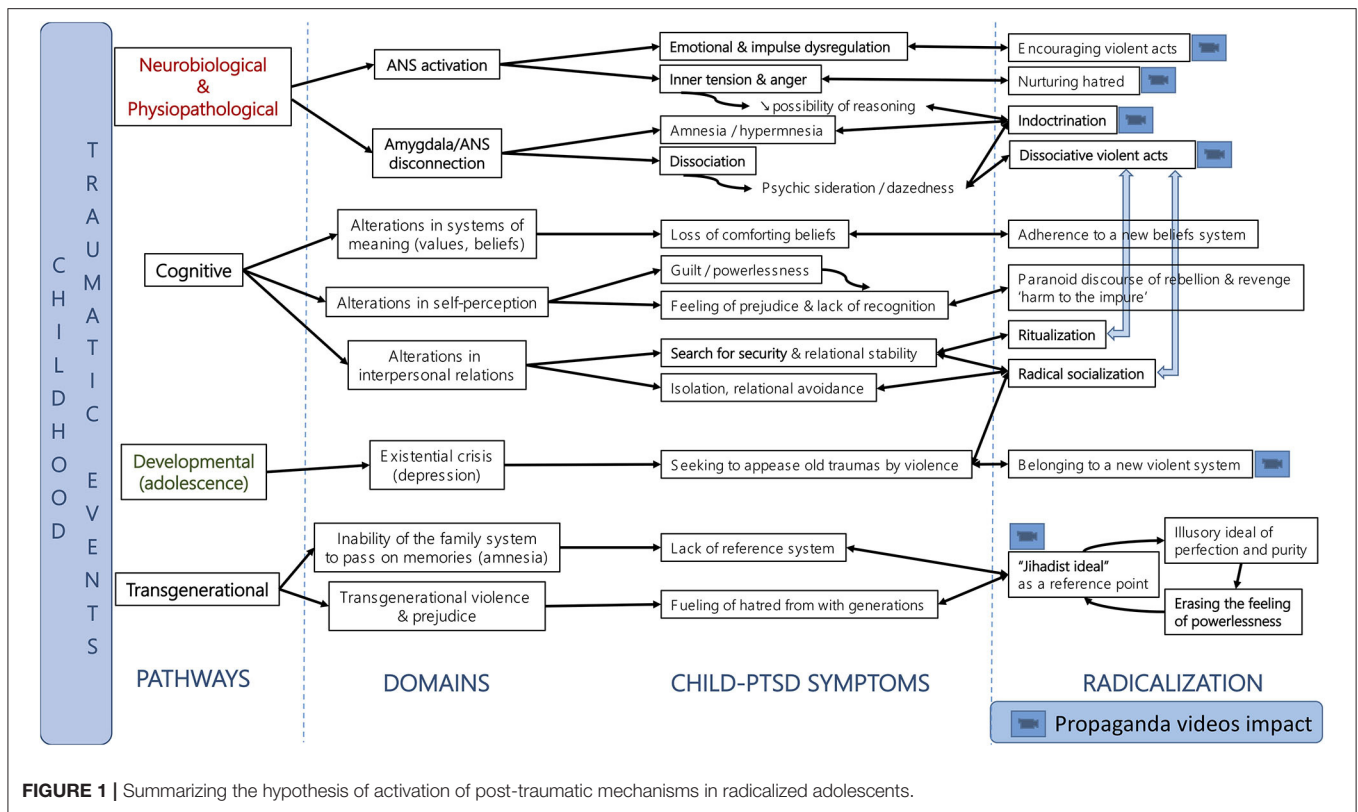 CHILDHOOD
TRAUMATIC EVENTS
Neurobiological
&
Physiopathological
ANS activation
Emotional & impulse dysregulation
Encouraging violent acts
Inner tension & anger
Nurturing hatred
↘ possibility of reasoning
Indoctrination
Amygdala/ANS
disconnection
Amnesia / hypermnesia
Dissociation
Dissociative violent acts
Psychic sideration / dazedness
Cognitive
Alterations in systems of
meaning (values, beliefs)
Loss of comforting beliefs
Adherence to a new beliefs system
Alterations in self-perception
Guilt / powerlessness
Feeling of prejudice & lack of recognition
Paranoid discourse of rebellion & revenge
‘harm to the impure’
Alterations in
interpersonal relations
Search for security & relational stability
Ritualization
Isolation, relational avoidance
Radical socialization
Developmental
(adolescence)
Existential crisis
(depression)
Seeking to appease old traumas by violence
Belonging to a new violent system
Transgenerational
Inability of the family system
to pass on memories (amnesia)
Lack of reference system
Transgenerational violence
& prejudice
Fueling of hatred from with generations
“Jihadist ideal”
as a reference point
Illusory ideal of
perfection and purity
Erasing the feeling
of powerlessness
PATHWAYS
DOMAINS
CHILD-PTSD SYMPTOMS
RADICALIZATION
Propaganda videos impact
FIGURE 1 | Summarizing the hypothesis of activation of post-traumatic mechanisms in radicalized adolescents.